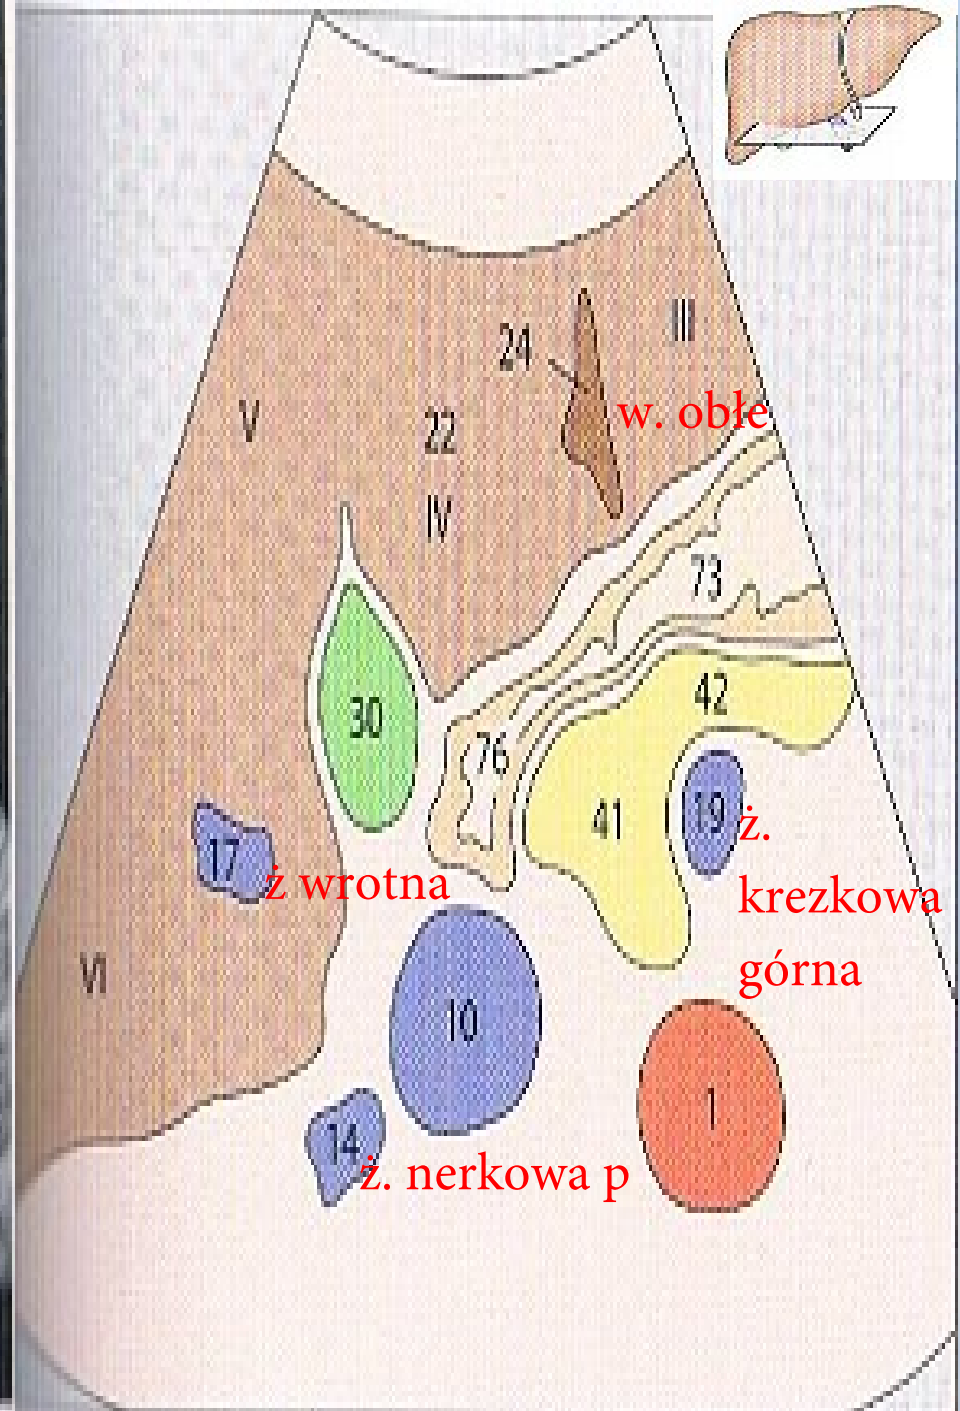 24
III
w. obłe
V
22
IV
73
42
30
76
41
19
ż.
krezkowa
górna
17
ż wrotna
VI
10
1
14
ż. nerkowa p